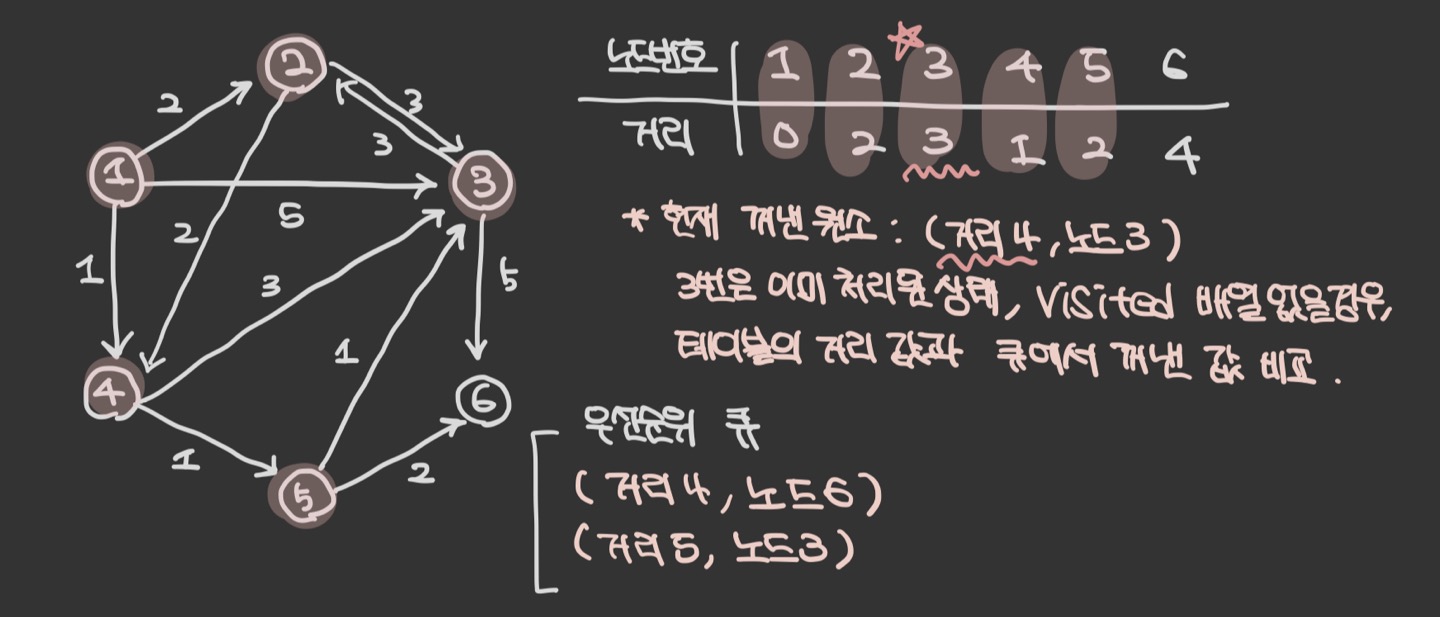 노드번호 1 2 3 4 5 6
거리 0 2 3 1 2 4
* 현재 꺼낸 원소 : (거리 4, 노드 3)
3번은 이미 처리된 상태, visited 배열 없을경우,
테이블의 거리 값과 큐에서 꺼낸 값 비교.
우선순위 큐
(거리 4, 노드 6)
(거리 5, 노드 3)
2
2
3
3
1
5
3
2
1
3
5
1
4
6
1
2
5